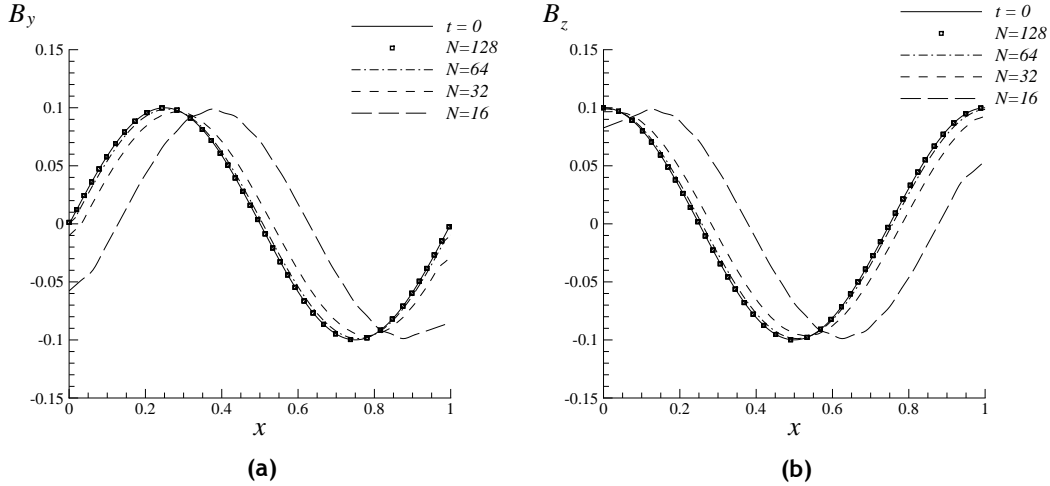 B_y
t = 0
N=128
N=64
N=32
N=16
0.15
0.1
0.05
0
-0.05
-0.1
-0.15
0 0.2 0.4 0.6 0.8 1
x
(a)
B_z
t = 0
N=128
N=64
N=32
N=16
0.15
0.1
0.05
0
-0.05
-0.1
-0.15
0 0.2 0.4 0.6 0.8 1
x
(b)